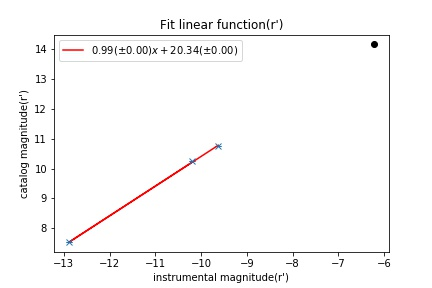 Fit linear function(r')
0.99(±0.00)x + 20.34(±0.00)
catalog magnitude(r')
14
13
12
11
10
9
8
−13 −12 −11 −10 −9 −8 −7 −6
instrumental magnitude(r')